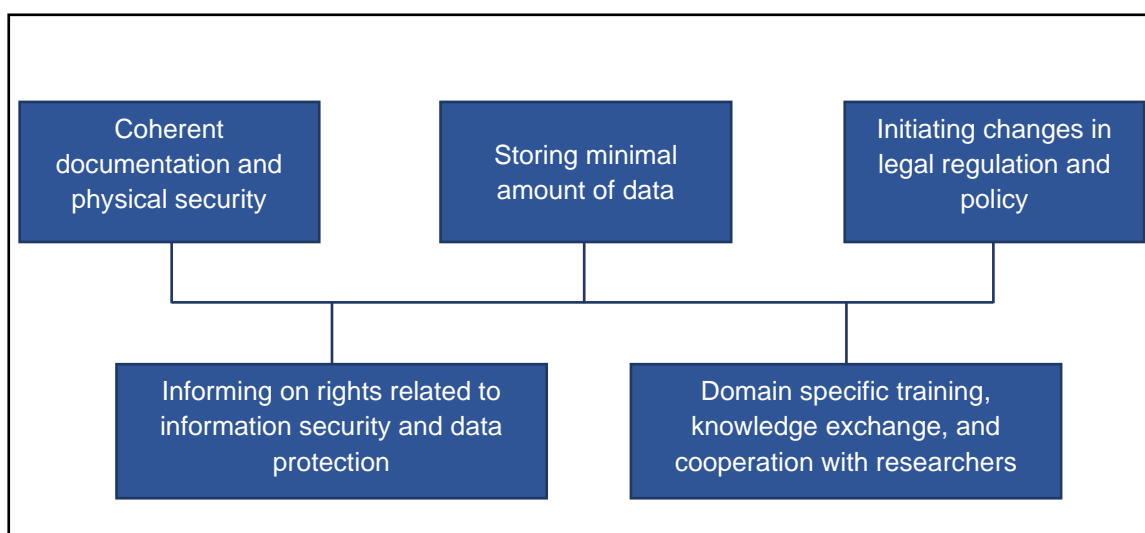 Coherent
documentation and
physical security
Storing minimal
amount of data
Initiating changes in
legal regulation and
policy
Informing on rights related to
information security and data
protection
Domain specific training,
knowledge exchange, and
cooperation with researchers